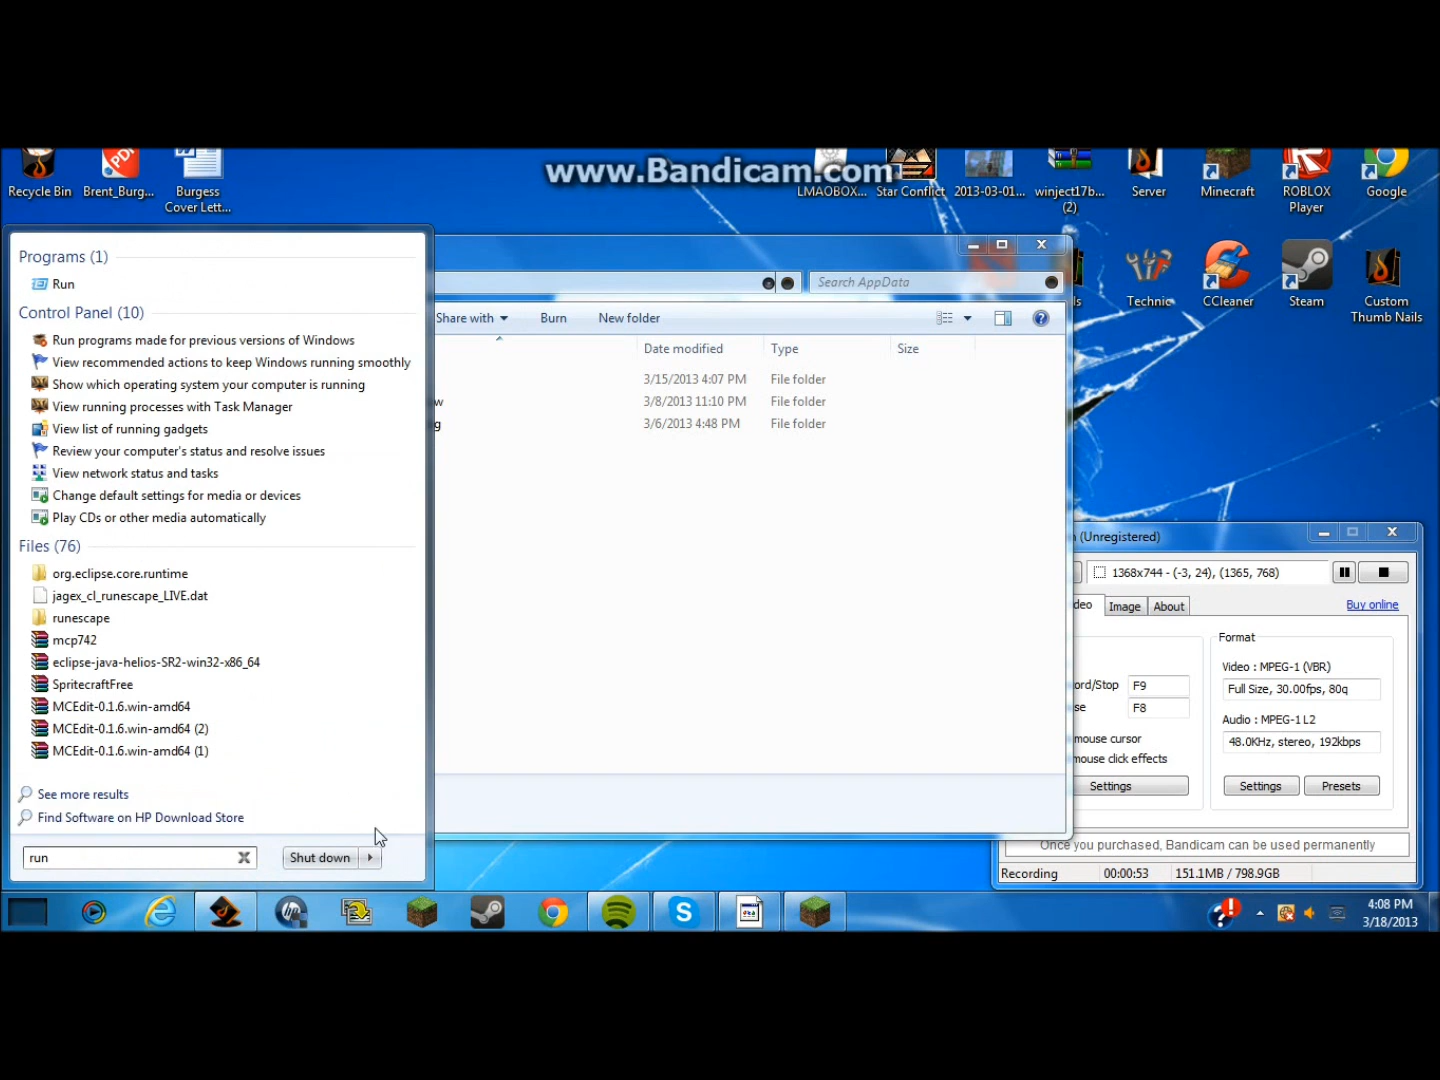 www.Bandicam.com
Recycle Bin
Brent_Burg...
Burgess
Cover Lett...
LMAOBOX...
Star Conflict
2013-03-01...
winject17b...
(2)
Server
Minecraft
ROBLOX
Player
Google
Technic
CCleaner
Steam
Custom
Thumb Nails
Programs (1)
Run
Control Panel (10)
Run programs made for previous versions of Windows
View recommended actions to keep Windows running smoothly
Show which operating system your computer is running
View running processes with Task Manager
View list of running gadgets
Review your computer's status and resolve issues
View network status and tasks
Change default settings for media or devices
Play CDs or other media automatically
Files (76)
org.eclipse.core.runtime
jagex_cl_runescape_LIVE.dat
runescape
mcp742
eclipse-java-helios-SR2-win32-x86_64
SpritecraftFree
MCEdit-0.1.6.win-amd64
MCEdit-0.1.6.win-amd64 (2)
MCEdit-0.1.6.win-amd64 (1)
See more results
Find Software on HP Download Store
run
Shut down
Search AppData
Share with
Burn
New folder
Date modified
Type
Size
3/15/2013 4:07 PM File folder
w 3/8/2013 11:10 PM File folder
g 3/6/2013 4:48 PM File folder
(Unregistered)
1368x744 - (-3, 24), (1365, 768)
deo
Image
About
Buy online
Format
Video : MPEG-1 (VBR)
Full Size, 30.00fps, 80q
Audio : MPEG-1 L2
48.0KHz, stereo, 192kbps
Settings
Presets
ord/Stop
F9
se
F8
mouse cursor
mouse click effects
Settings
Once you purchased, Bandicam can be used permanently
Recording
00:00:53
151.1MB / 798.9GB
4:08 PM
3/18/2013